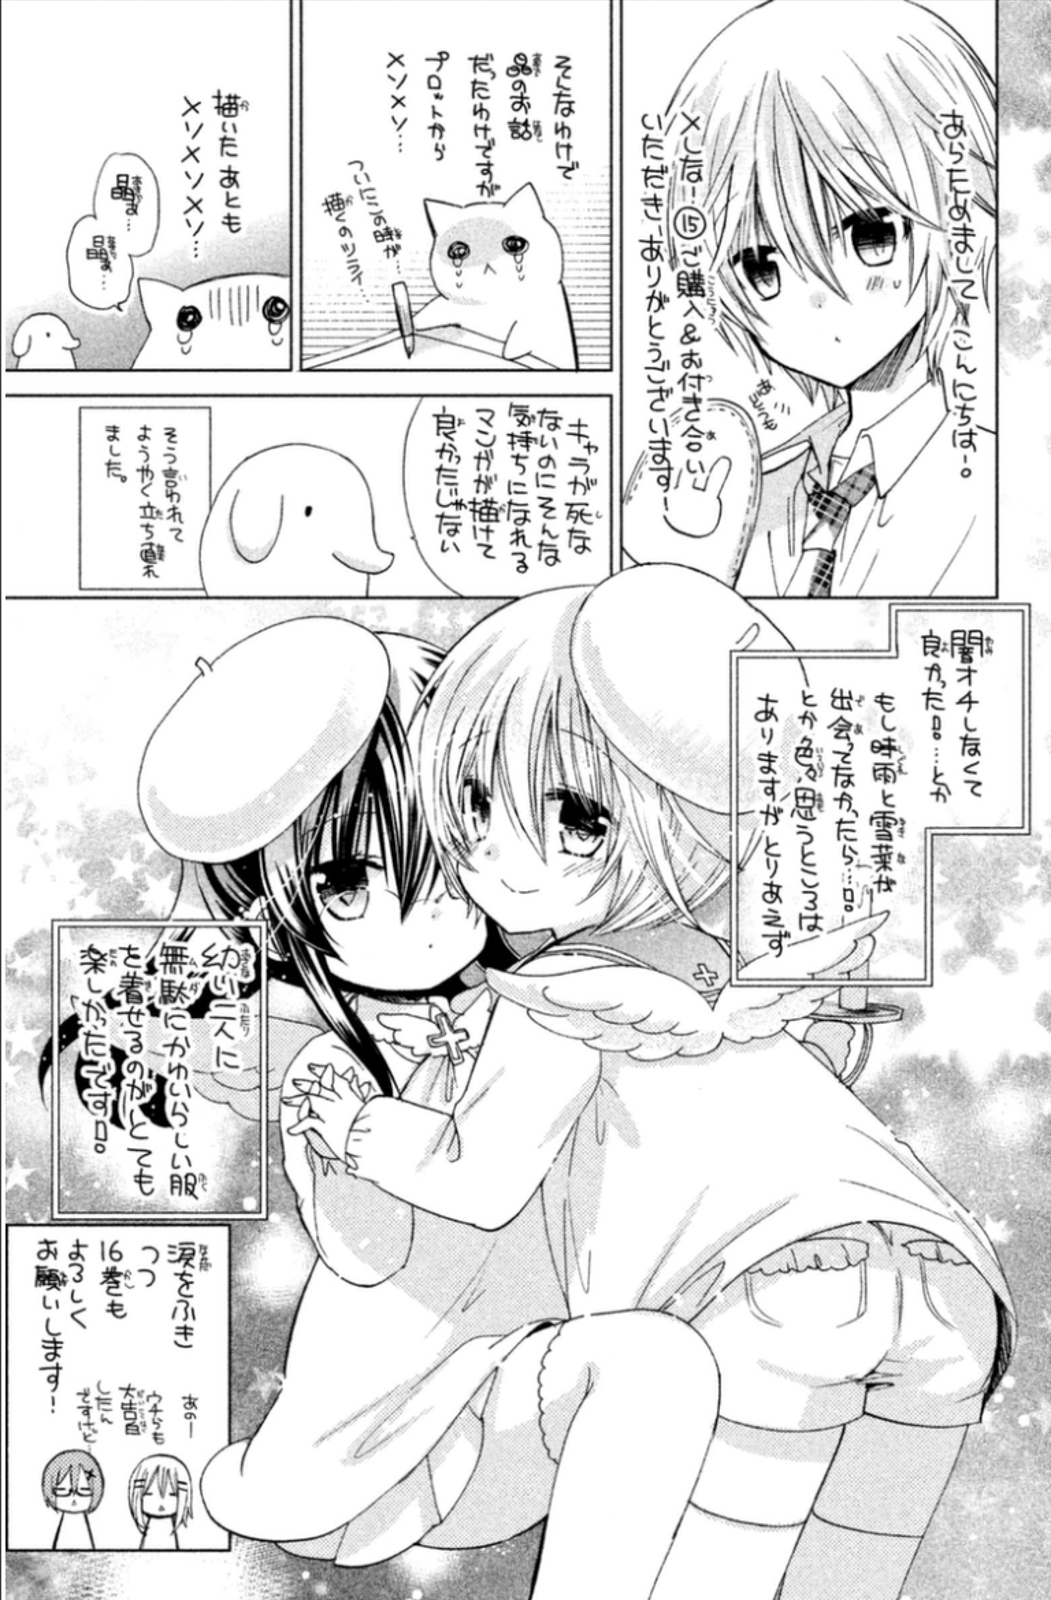 あらためまして
こんにちは！。
×しなー⑮ご購入&お付き合い
いただきありがとうございます！
そんなわけで
晶のお話
だったわけですが
プロットから
メソメソ…
ついにこの時が…
描くのツライ…
描いたあとも
メソメソメソ…
晶ぁ…
晶ぁ…
キャラが死な
ないのにそんな
気持ちになれる
マンガが描けて
良かたじゃない
そう言われて
ようやく立ち直れ
ました。
闇オチしなくて
良かった！！…とか
もし時雨と雪菜が
出会ってなかったら…！！
とか色々思うところは
ありますがとりあえず
幼い二人に
無駄にかわいらしい服
を着せるのがとても
楽しかたです！！
涙をふき
つつ
16巻も
よろしく
お願いします！
あのー
ウチらも
大告白
したん
ですけど…